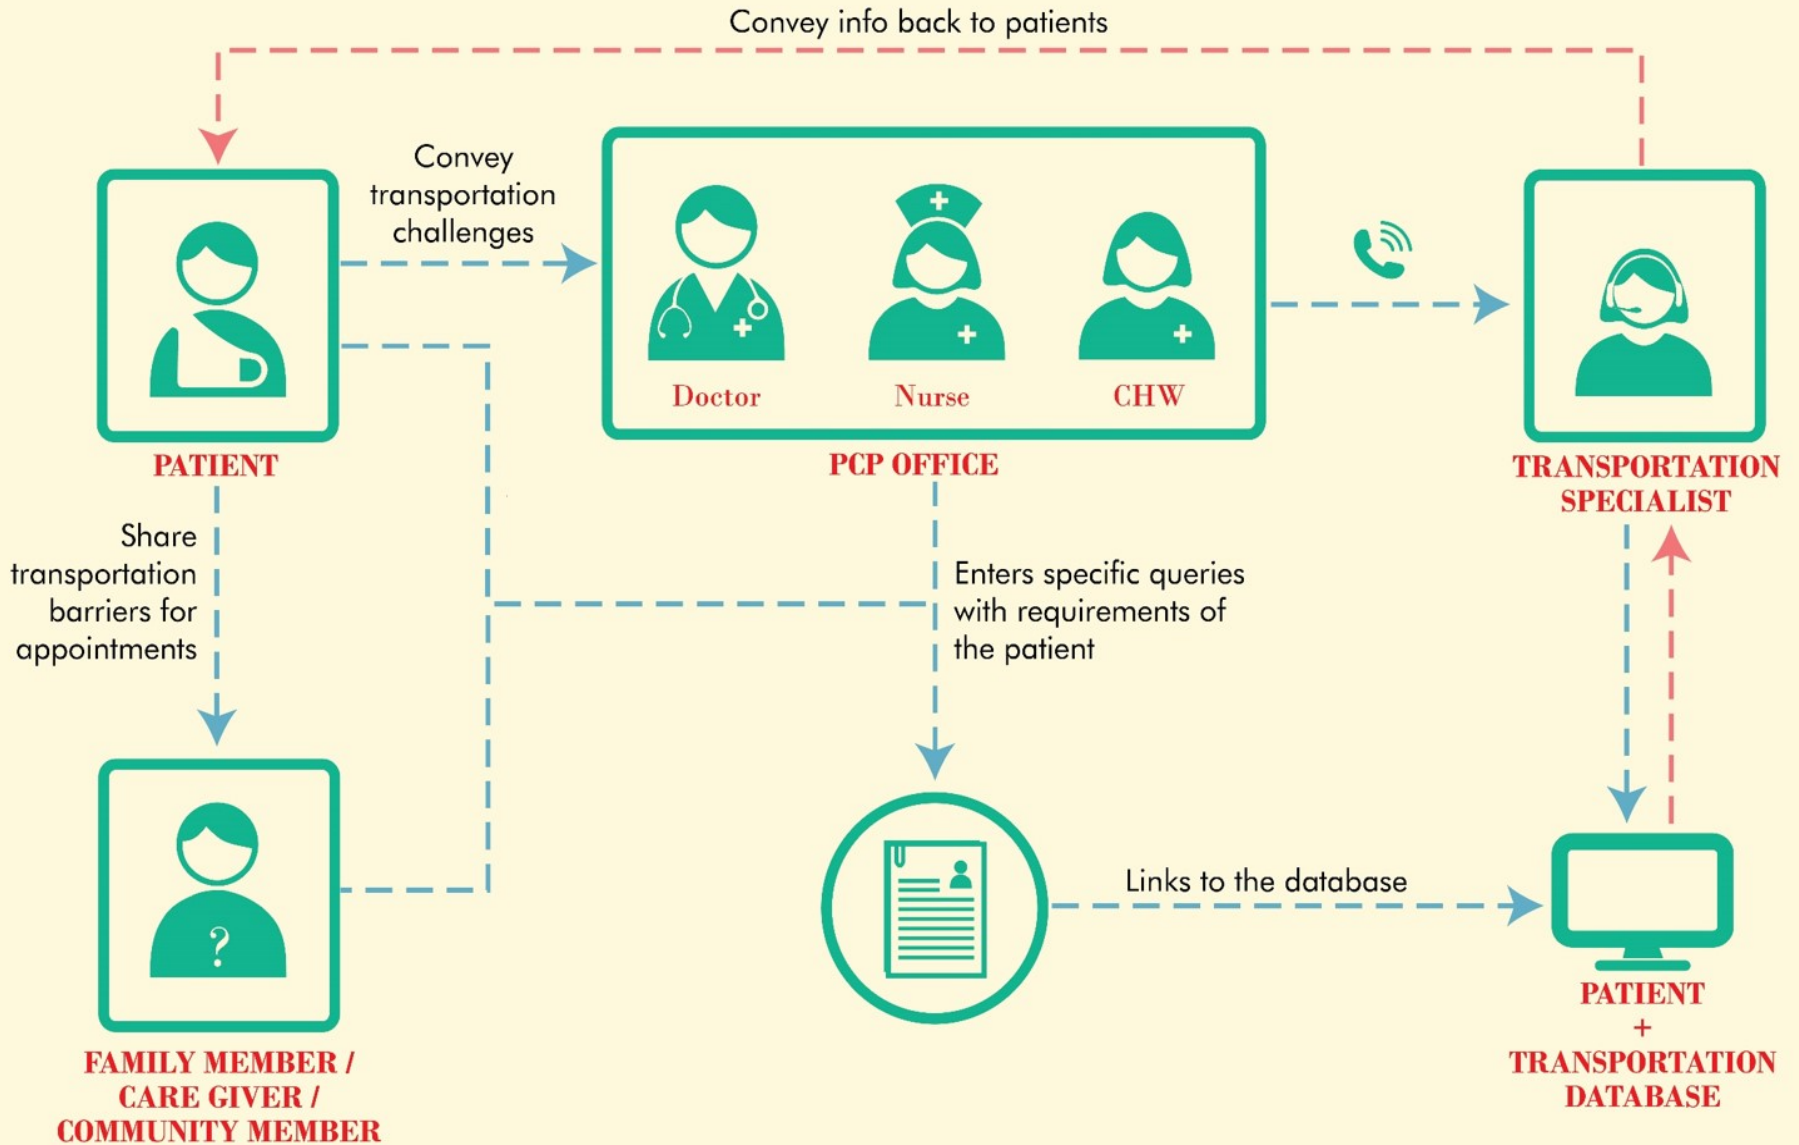 Convey info back to patients
Convey
transportation
challenges
Doctor
Nurse
CHW
PATIENT
PCP OFFICE
TRANSPORTATION
SPECIALIST
Share
transportation
barriers for
appointments
Enters specific queries
with requirements of
the patient
?
Links to the database
FAMILY MEMBER /
CARE GIVER /
COMMUNITY MEMBER
PATIENT
+
TRANSPORTATION
DATABASE